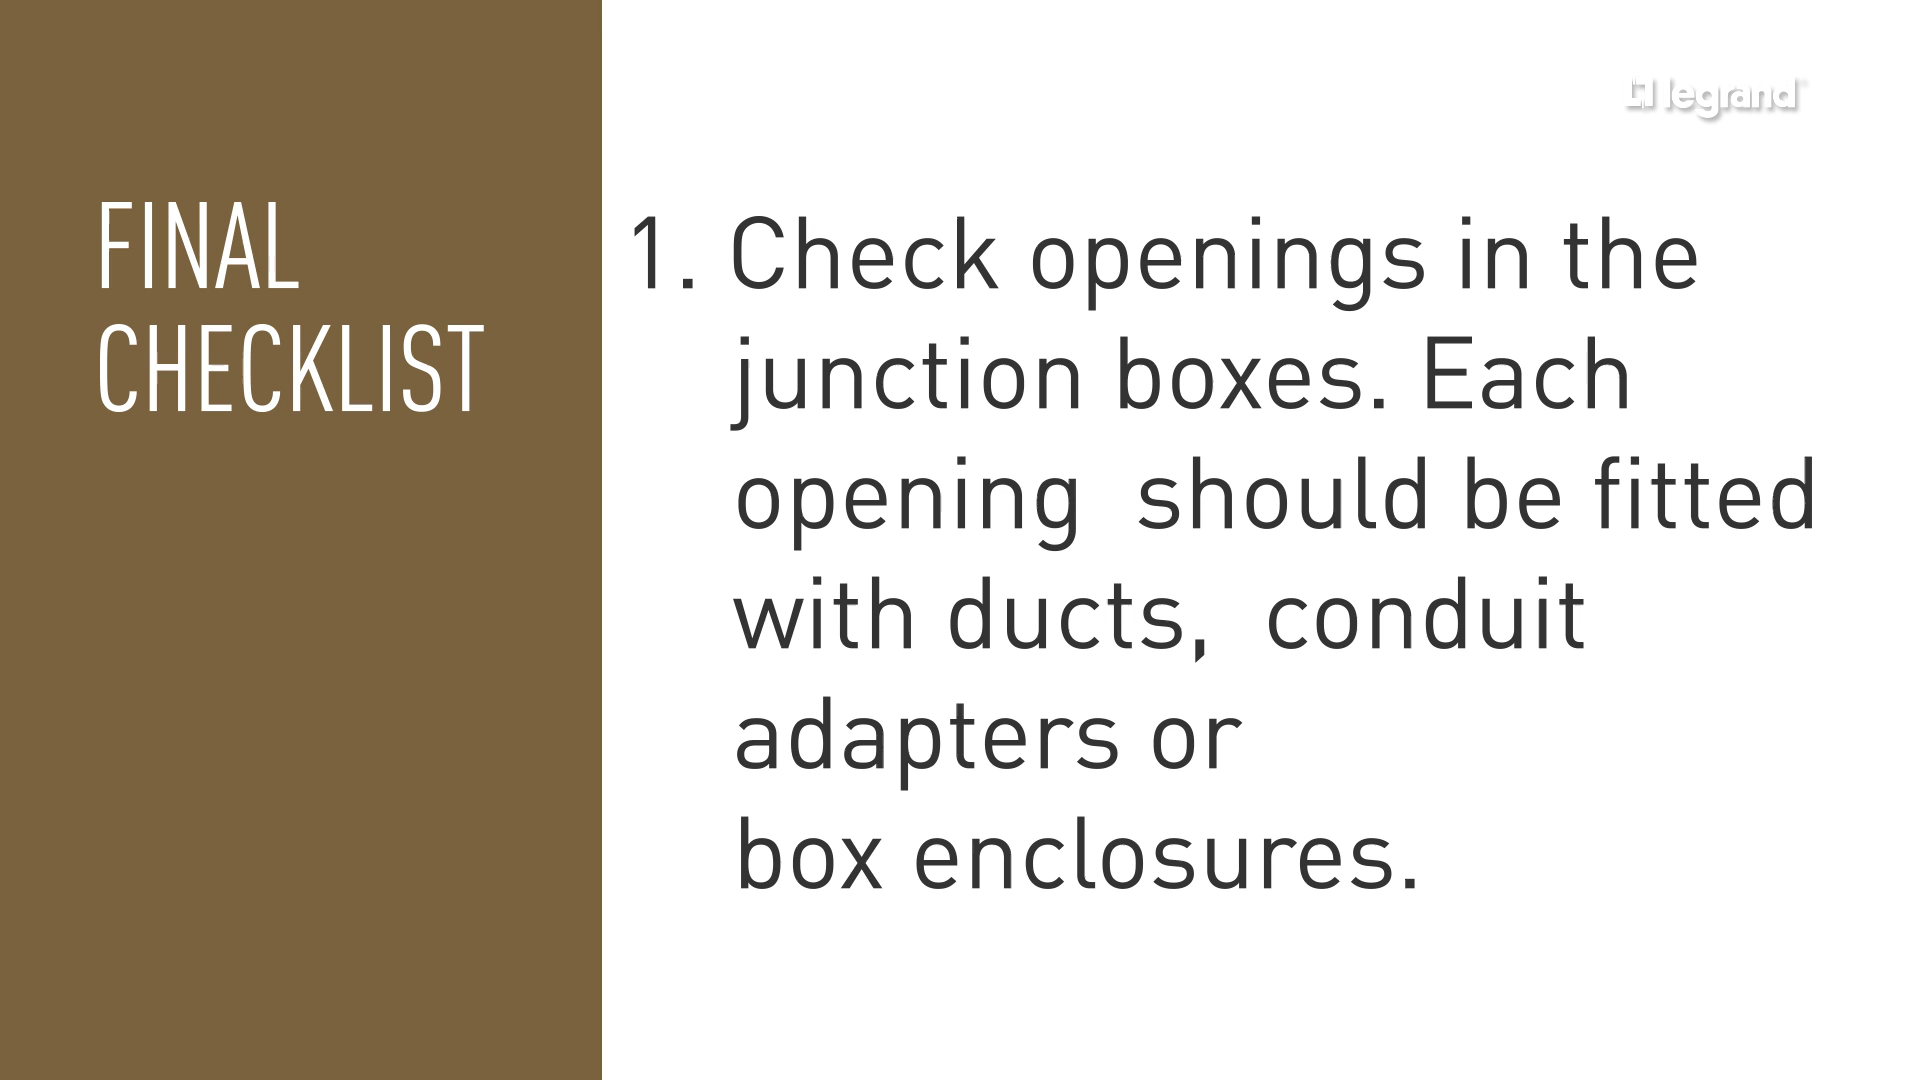 legrand
FINAL
CHECKLIST
1. Check openings in the
junction boxes. Each
opening  should be fitted
with ducts,  conduit
adapters or
box enclosures.